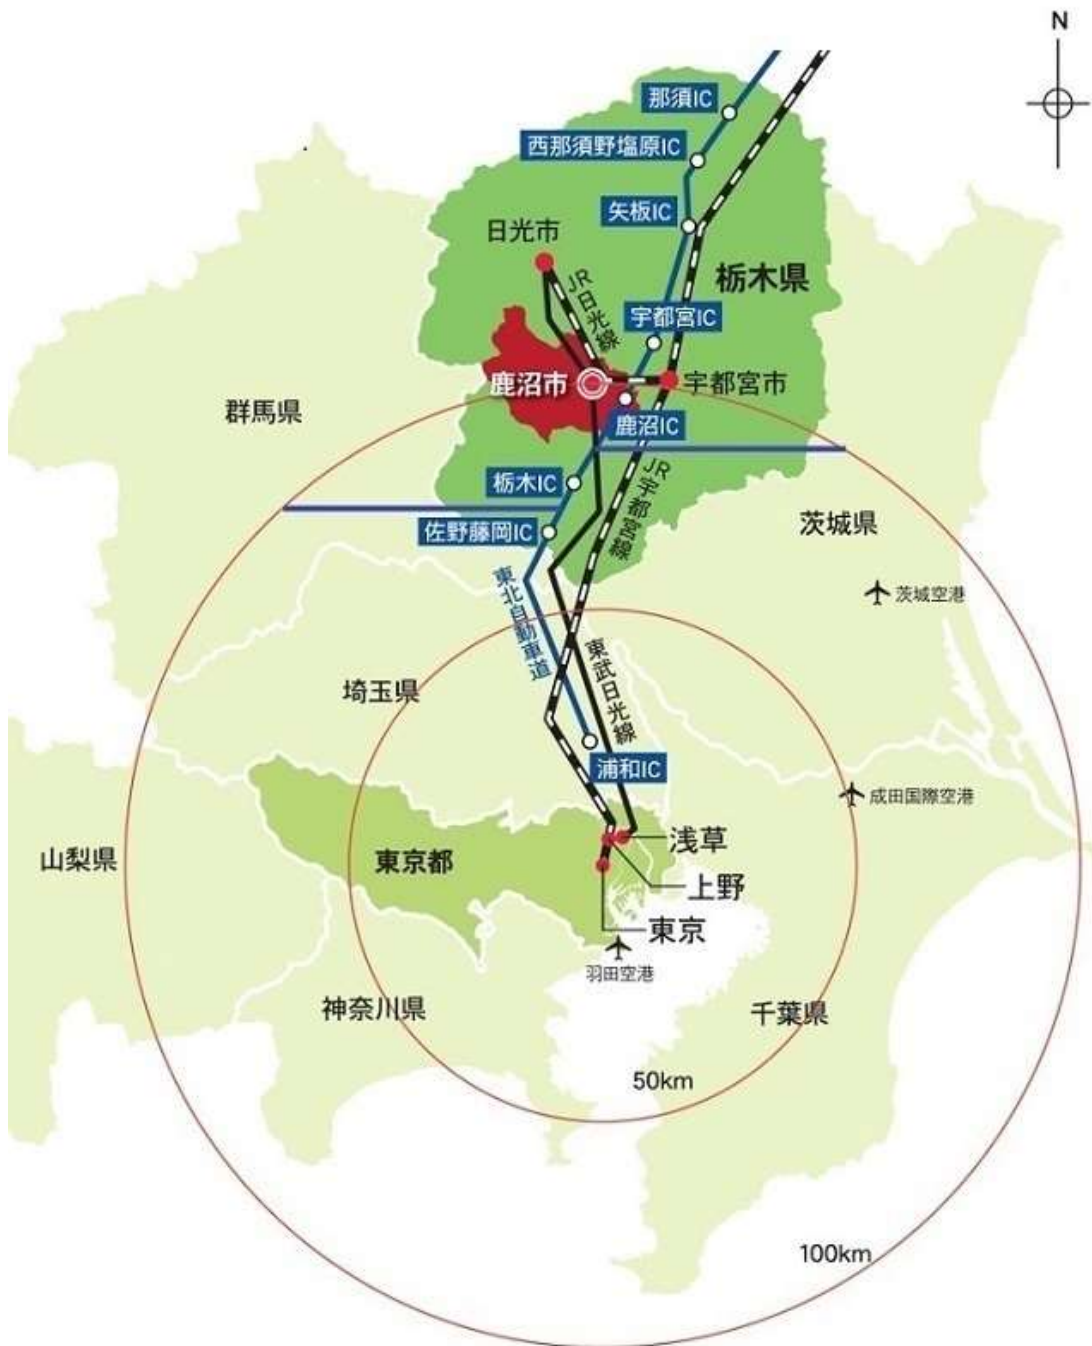 N
那須IC
西那須野塩原IC
矢板IC
日光市
栃木県
JR日光線
宇都宮IC
鹿沼市
宇都宮市
群馬県
鹿沼IC
JR宇都宮線
栃木IC
佐野藤岡IC
茨城県
茨城空港
東北自動車道
埼玉県
東武日光線
浦和IC
成田国際空港
浅草
山梨県
東京都
上野
東京
羽田空港
神奈川県
千葉県
50km
100km